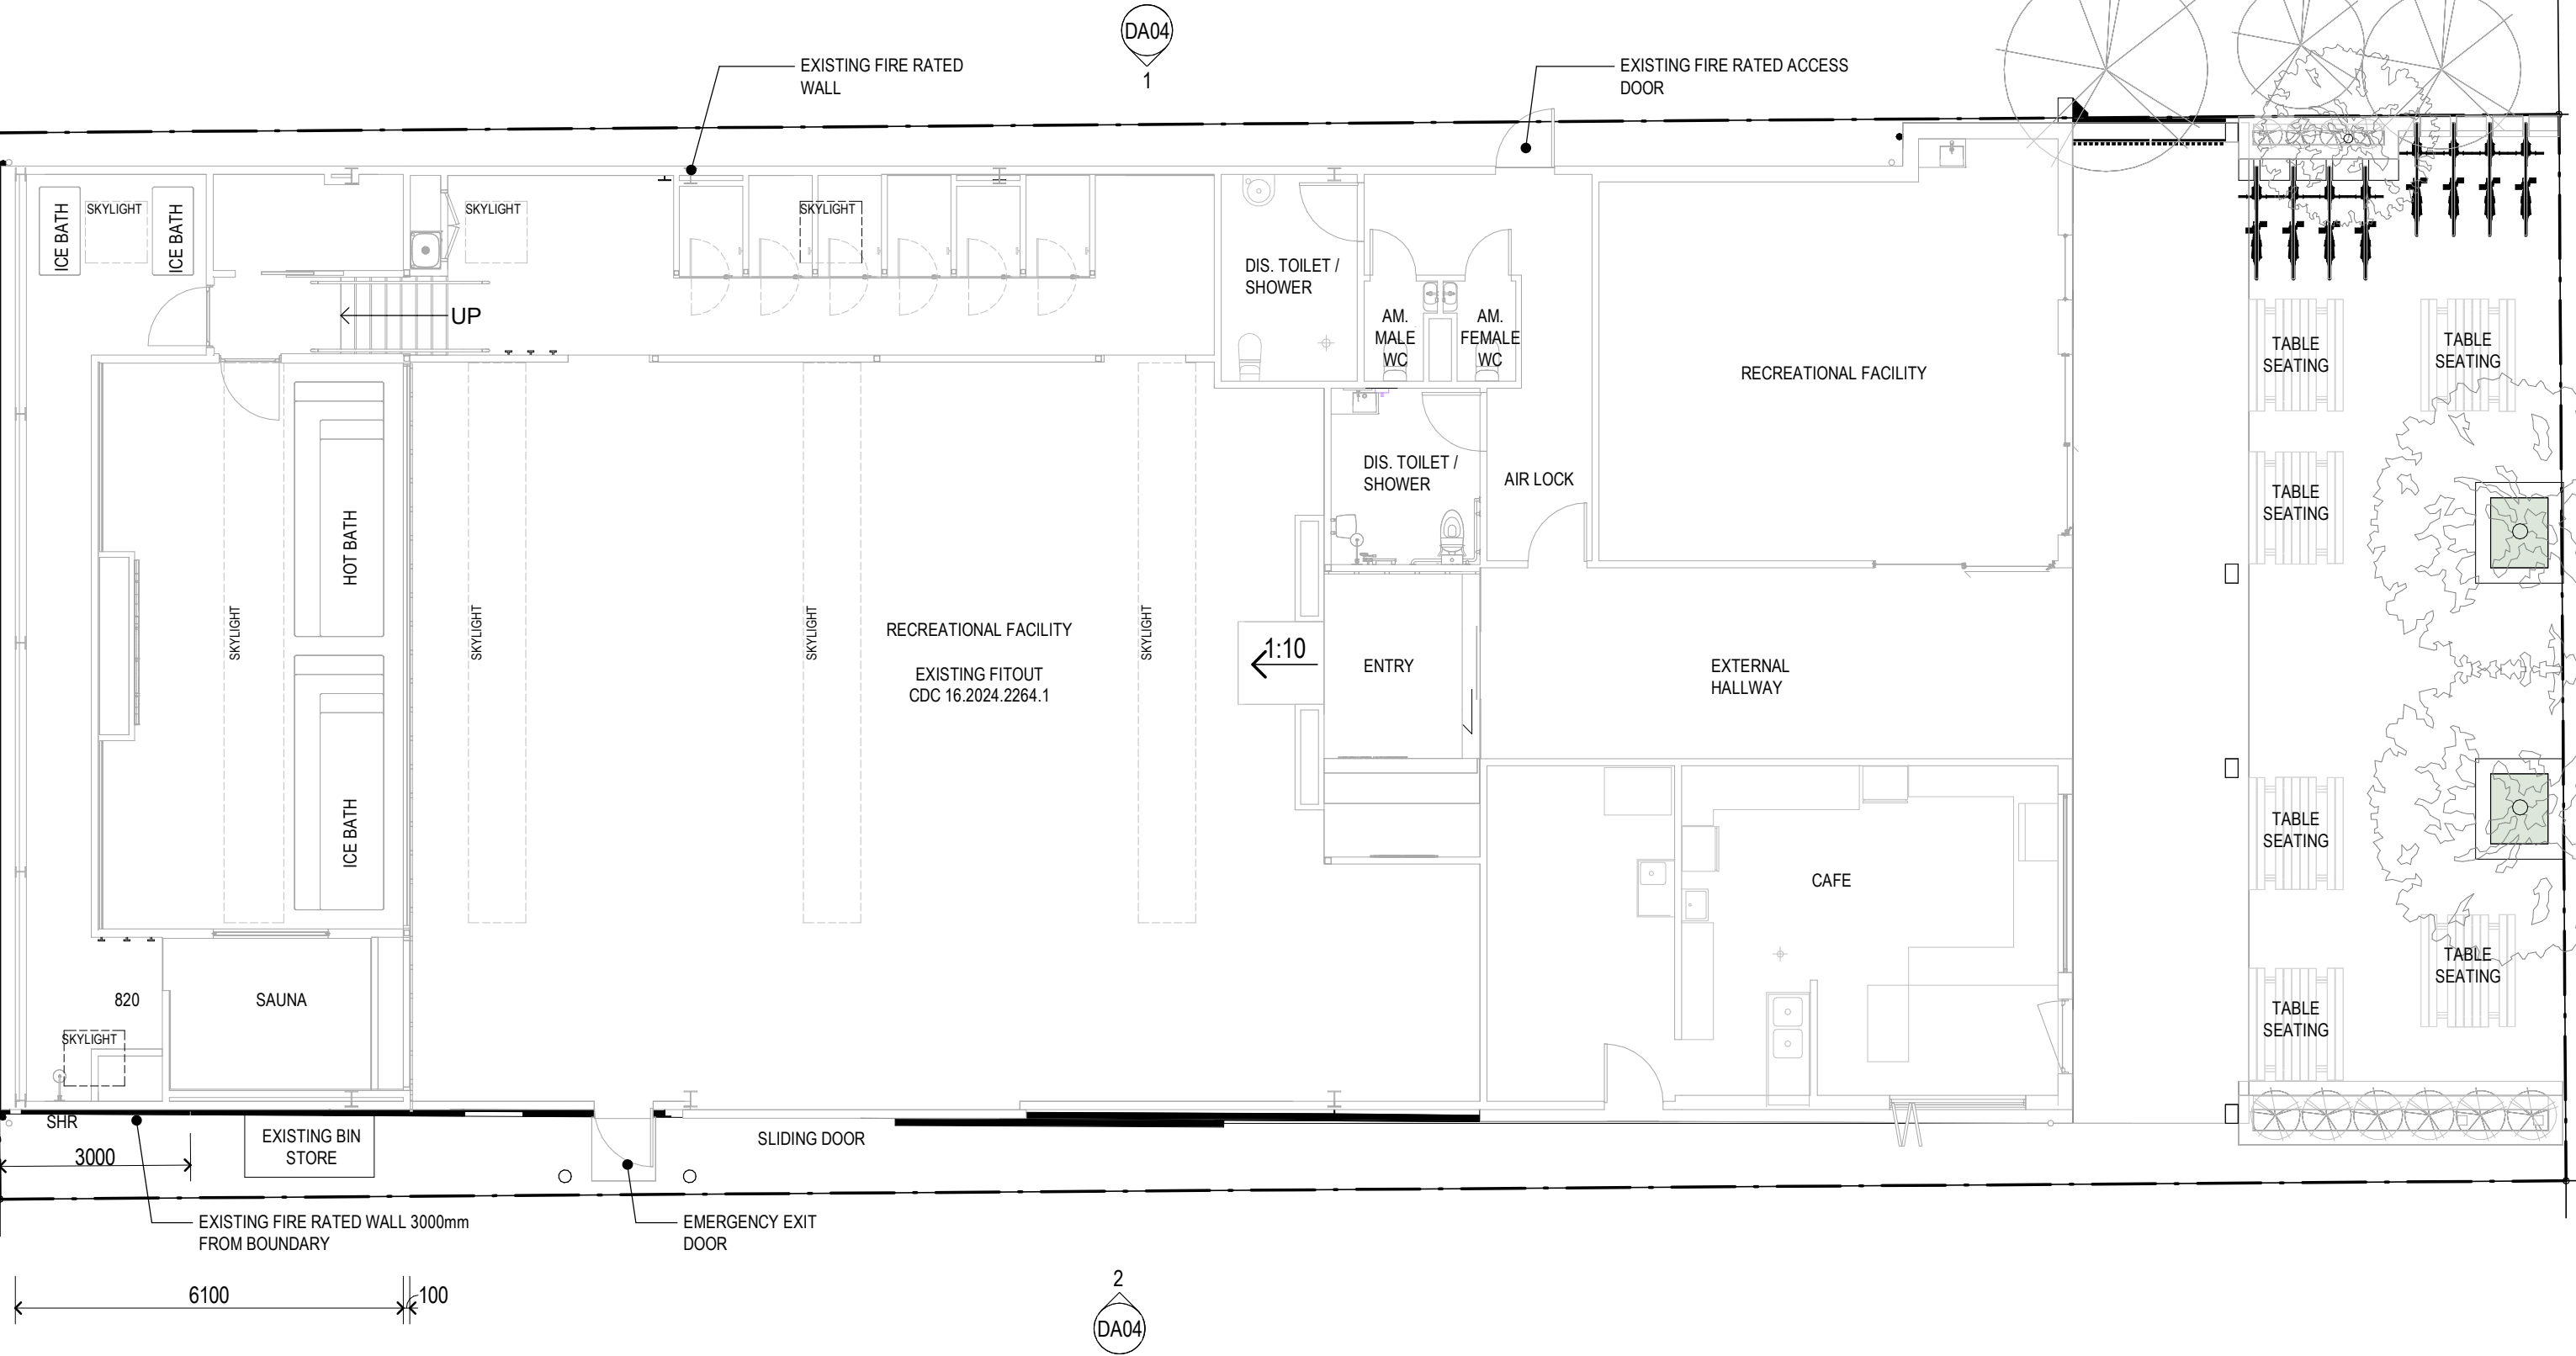 DA04
1
EXISTING FIRE RATED
WALL
EXISTING FIRE RATED ACCESS
DOOR
ICE BATH
SKYLIGHT
ICE BATH
SKYLIGHT
SKYLIGHT
UP
DIS. TOILET /
SHOWER
AM.
MALE
WC
AM.
FEMALE
WC
RECREATIONAL FACILITY
TABLE
SEATING
TABLE
SEATING
DIS. TOILET /
SHOWER
AIR LOCK
TABLE
SEATING
HOT BATH
SKYLIGHT
SKYLIGHT
SKYLIGHT
SKYLIGHT
RECREATIONAL FACILITY
EXISTING FITOUT
CDC 16.2024.2264.1
1:10
ENTRY
EXTERNAL
HALLWAY
ICE BATH
CAFE
TABLE
SEATING
TABLE
SEATING
TABLE
SEATING
820
SAUNA
SKYLIGHT
SHR
3000
EXISTING BIN
STORE
SLIDING DOOR
EXISTING FIRE RATED WALL 3000mm
FROM BOUNDARY
EMERGENCY EXIT
DOOR
6100
100
2
DA04